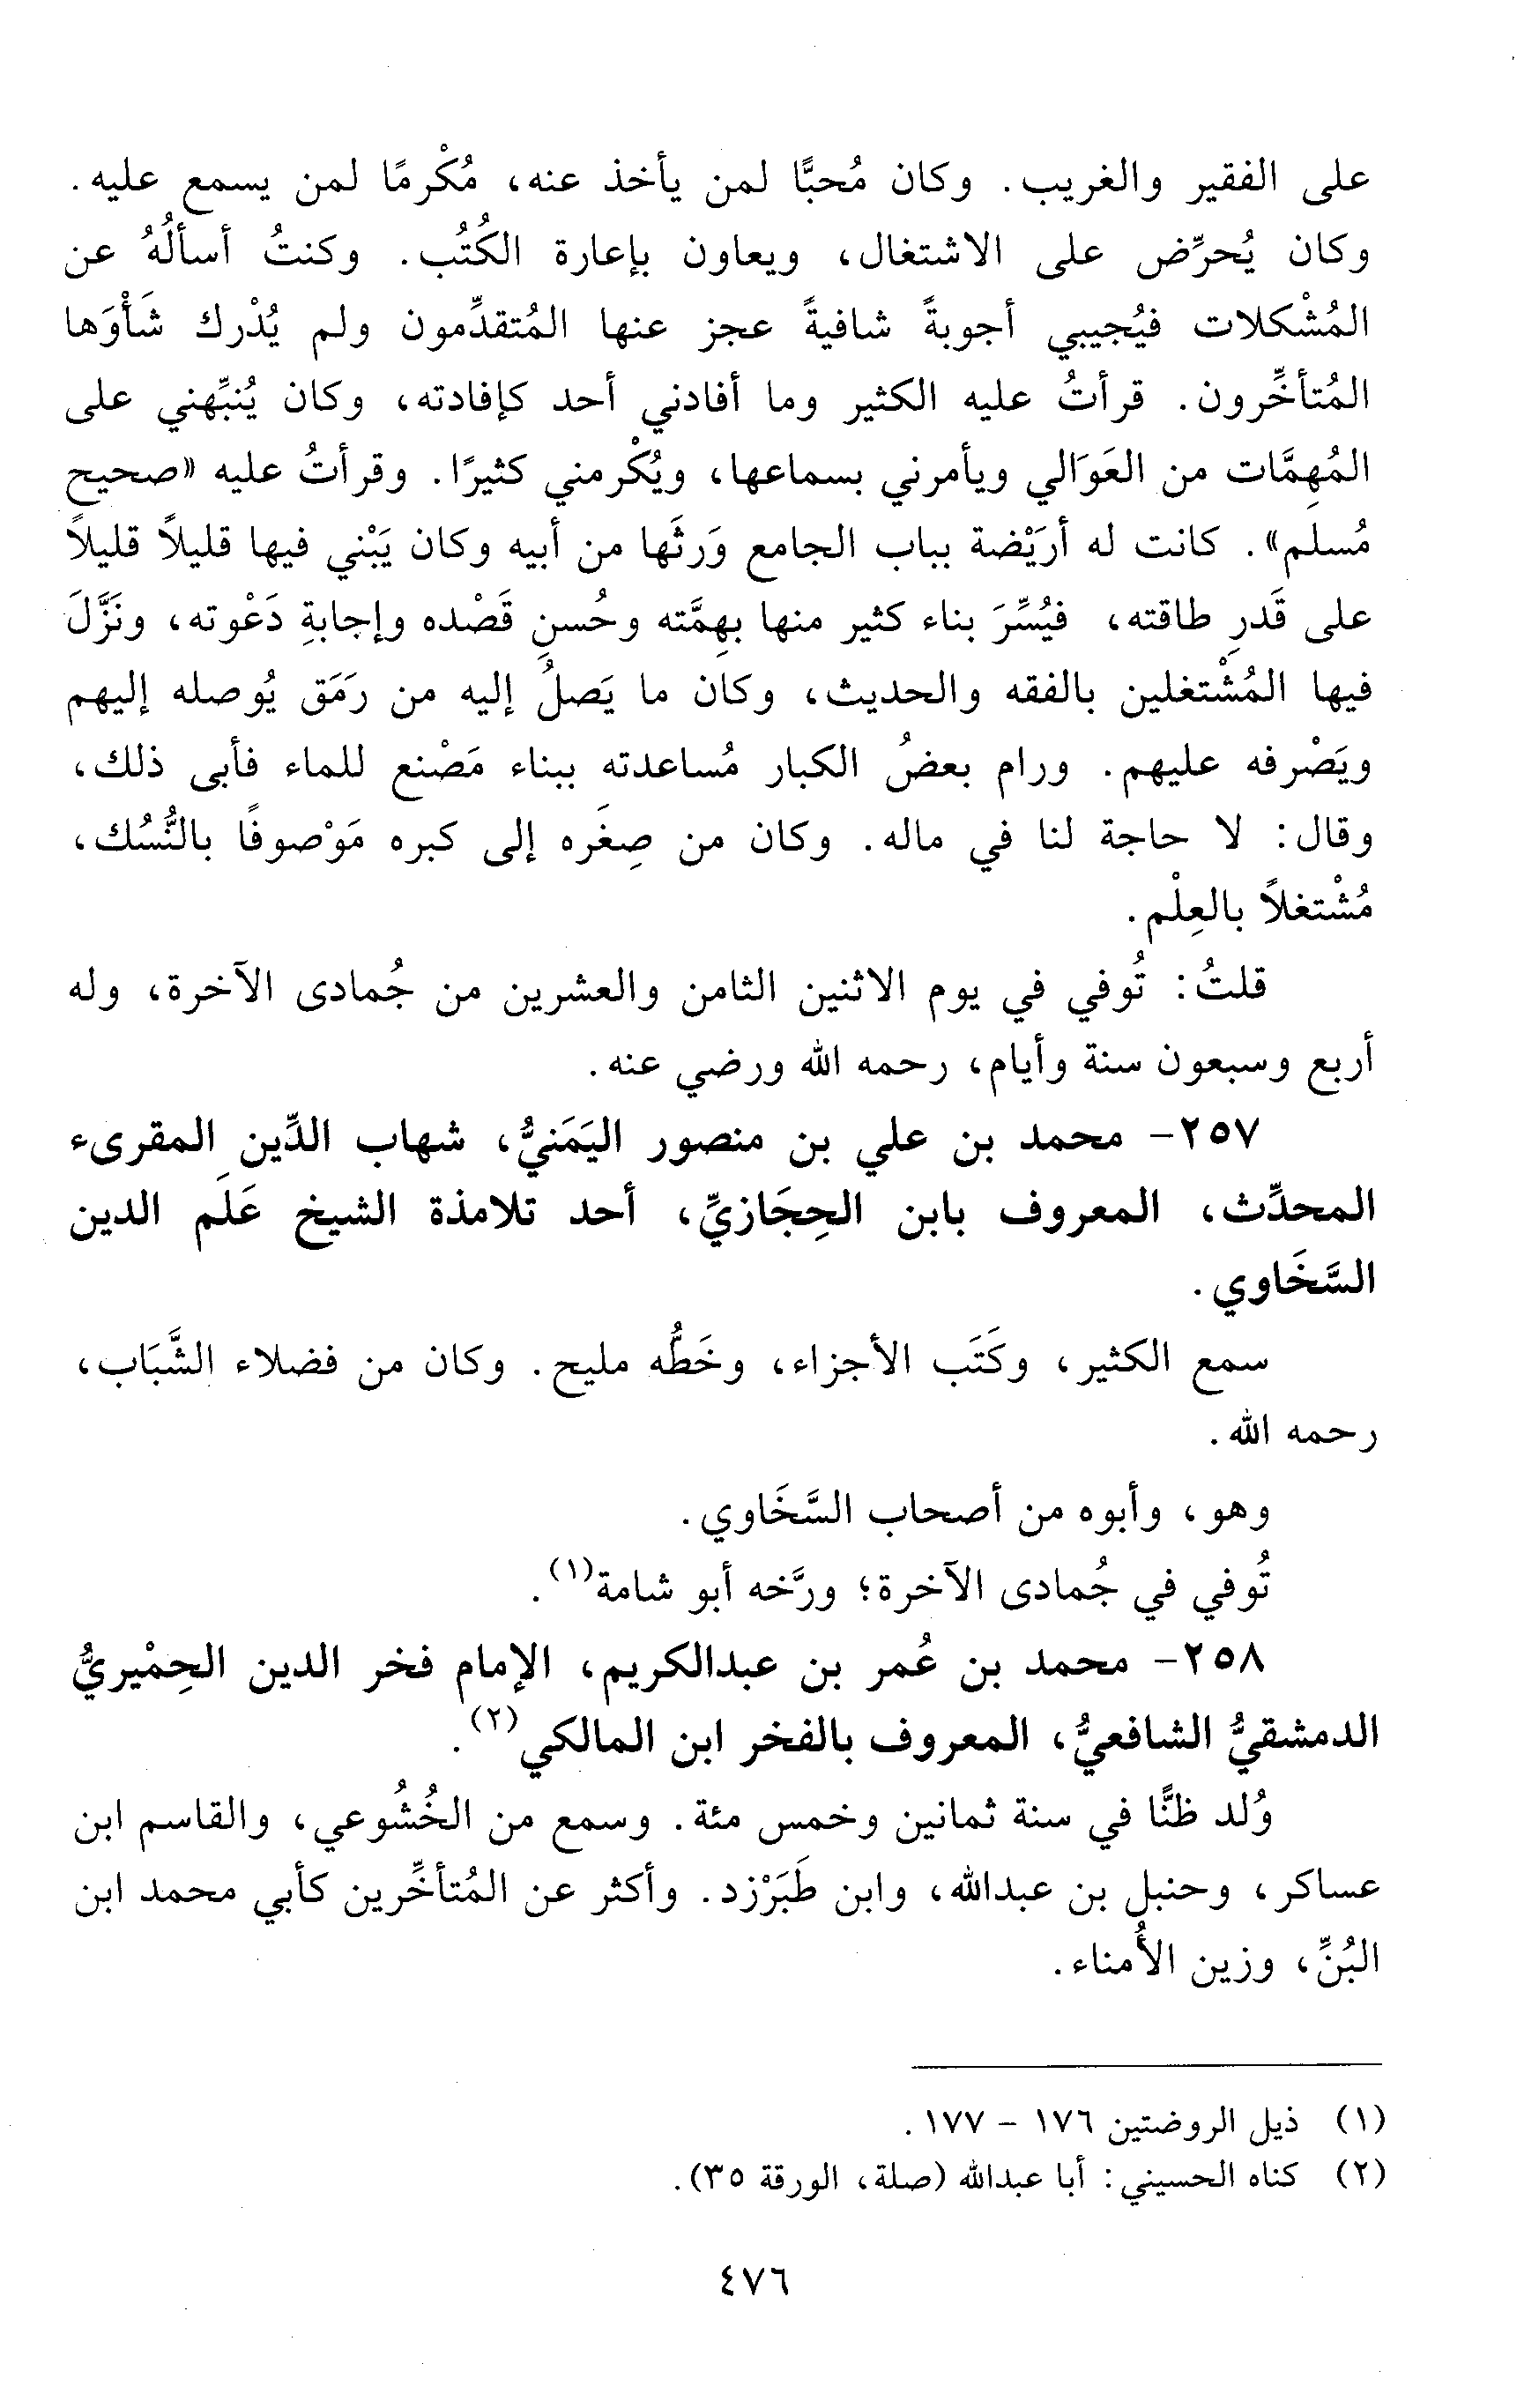 على الفقير والغريب. وكان مُحبًّا لمن يأخذ عنه، مُكْرمًا لمن يسمع عليه.
وكان يُحرِّض على الاشتغال، ويعاون بإعارة الكُتُب. وكنتُ أسألُهُ عن
المُشْكلات فيُجيبي أجوبةً شافيةً عجز عنها المُتقدِّمون ولم يُدْرك شَأْوَها
المُتأخِّرون. قرأتُ عليه الكثير وما أفادني أحد كإفادته، وكان يُنبِّهني على
المُهِمَّات من العَوَالي ويأمرني بسماعها، ويُكْرمني كثيرًا. وقرأتُ عليه «صحيح
مُسلم». كانت له أرَيْضة بباب الجامع وَرثَها من أبيه وكان يَبْني فيها قليلاً قليلاً
على قَدرِ طاقته، فيُسِّرَ بناء كثير منها بهِمَّته وحُسنِ قَصْده وإجابةِ دَعْوته، ونَزَّلَ
فيها المُشْتغلين بالفقه والحديث، وكان ما يَصلُ إليه من رَمَق يُوصله إليهم
ويَصْرفه عليهم. ورام بعضُ الكبار مُساعدته ببناء مَصْنع للماء فأبى ذلك،
وقال: لا حاجة لنا في ماله. وكان من صِغَره إلى كبره مَوْصوفًا بالنُّسُك،
مُشْتغلاً بالعِلْم.
قلتُ: تُوفي في يوم الاثنين الثامن والعشرين من جُمادى الآخرة، وله
أربع وسبعون سنة وأيام، رحمه الله ورضي عنه.
٢٥٧- محمد بن علي بن منصور اليَمَنيُّ، شهاب الدِّين المقرىء
المحدِّث، المعروف بابن الحِجَازيِّ، أحد تلامذة الشيخ عَلَم الدين
السَّخَاوي.
سمع الكثير، وكَتَب الأجزاء، وخَطُّه مليح. وكان من فضلاء الشَّبَاب،
رحمه الله.
وهو، وأبوه من أصحاب السَّخَاوي.
تُوفي في جُمادى الآخرة؛ ورَّخه أبو شامة(١).
٢٥٨- محمد بن عُمر بن عبدالكريم، الإمام فخر الدين الحِمْيريُّ
الدمشقيُّ الشافعيُّ، المعروف بالفخر ابن المالكي(٢).
وُلد ظنًّا في سنة ثمانين وخمس مئة. وسمع من الخُشُوعي، والقاسم ابن
عساكر، وحنبل بن عبدالله، وابن طَبَرْزد. وأكثر عن المُتأخِّرين كأبي محمد ابن
البُنِّ، وزين الأُمناء.
(١) ذيل الروضتين ١٧٦ - ١٧٧.
(٢) كناه الحسيني: أبا عبدالله (صلة، الورقة ٣٥).
٤٧٦